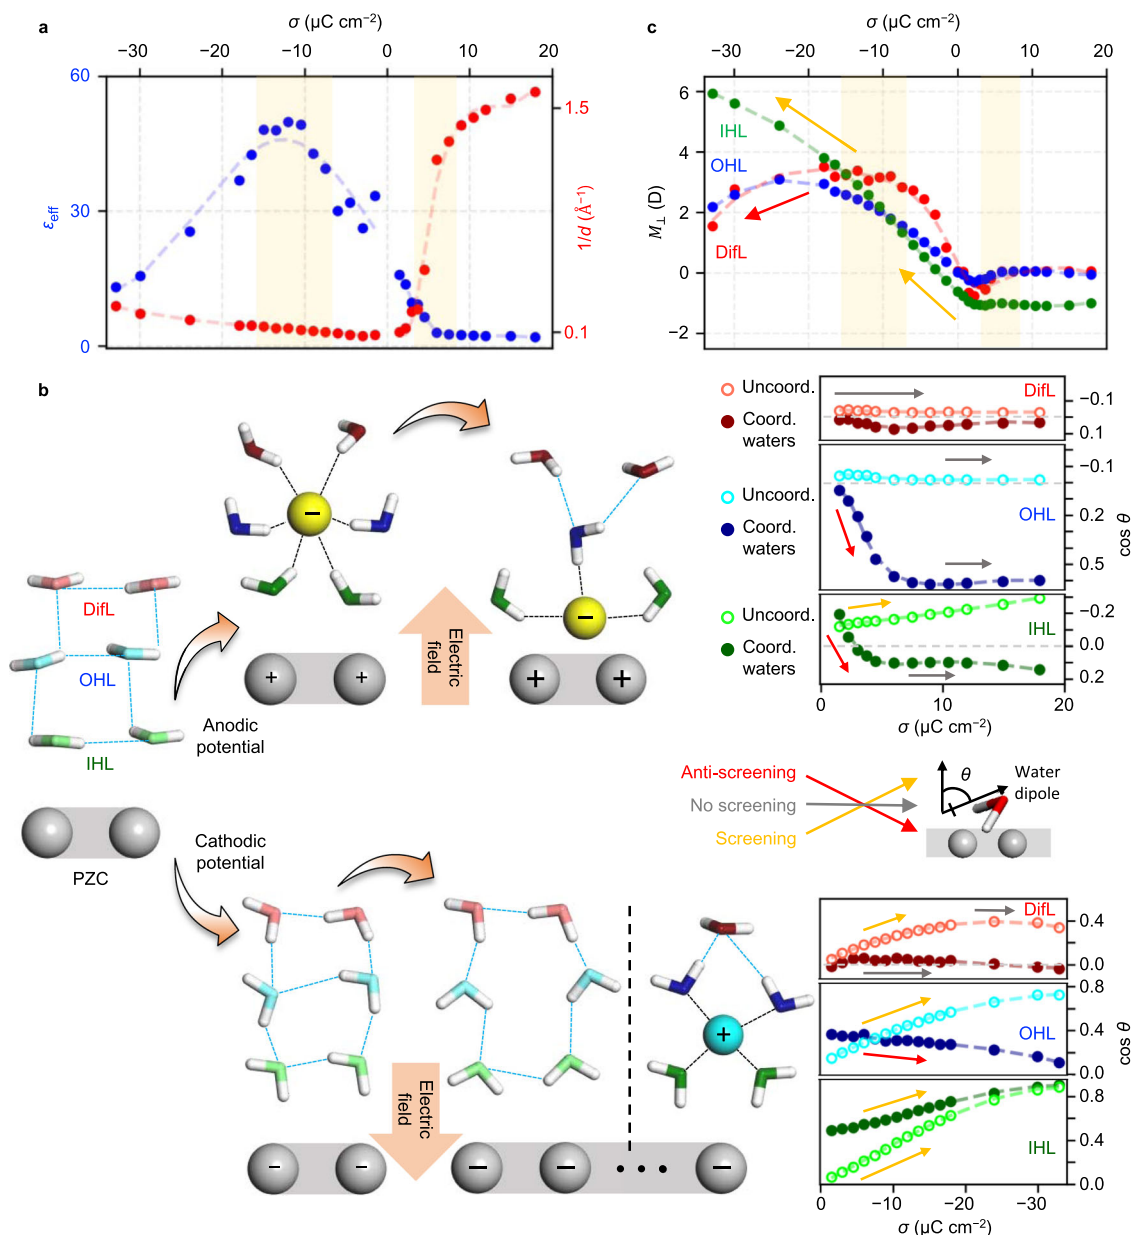 a
σ (μC cm⁻²)
−30 −20 −10 0 10 20
60
30
0
ε_eff
1.5
0.1
1/d (Å⁻¹)
c
σ (μC cm⁻²)
−30 −20 −10 0 10 20
6
4
2
0
−2
M⊥ (D)
IHL
OHL
DifL
b
DifL
OHL
IHL
PZC
Anodic
potential
Cathodic
potential
−
+ +
Electric
field
−
+ +
− −
Electric
field
+
− − • • • −
Uncoord.
Coord.
waters
DifL
−0.1
0.1
Uncoord.
Coord.
waters
OHL
−0.1
0.2
0.5
cos θ
Uncoord.
Coord.
waters
IHL
−0.2
0.0
0.2
0 10 20
σ (μC cm⁻²)
Anti-screening
No screening
Screening
θ
Water
dipole
DifL
0.4
0.0
OHL
0.8
0.4
0.0
cos θ
IHL
0.8
0.4
0.0
0 −10 −20 −30
σ (μC cm⁻²)